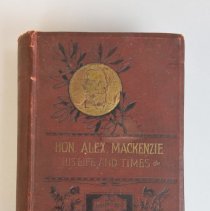 HON. ALEX. MACKENZIE
HIS LIFE AND TIMES